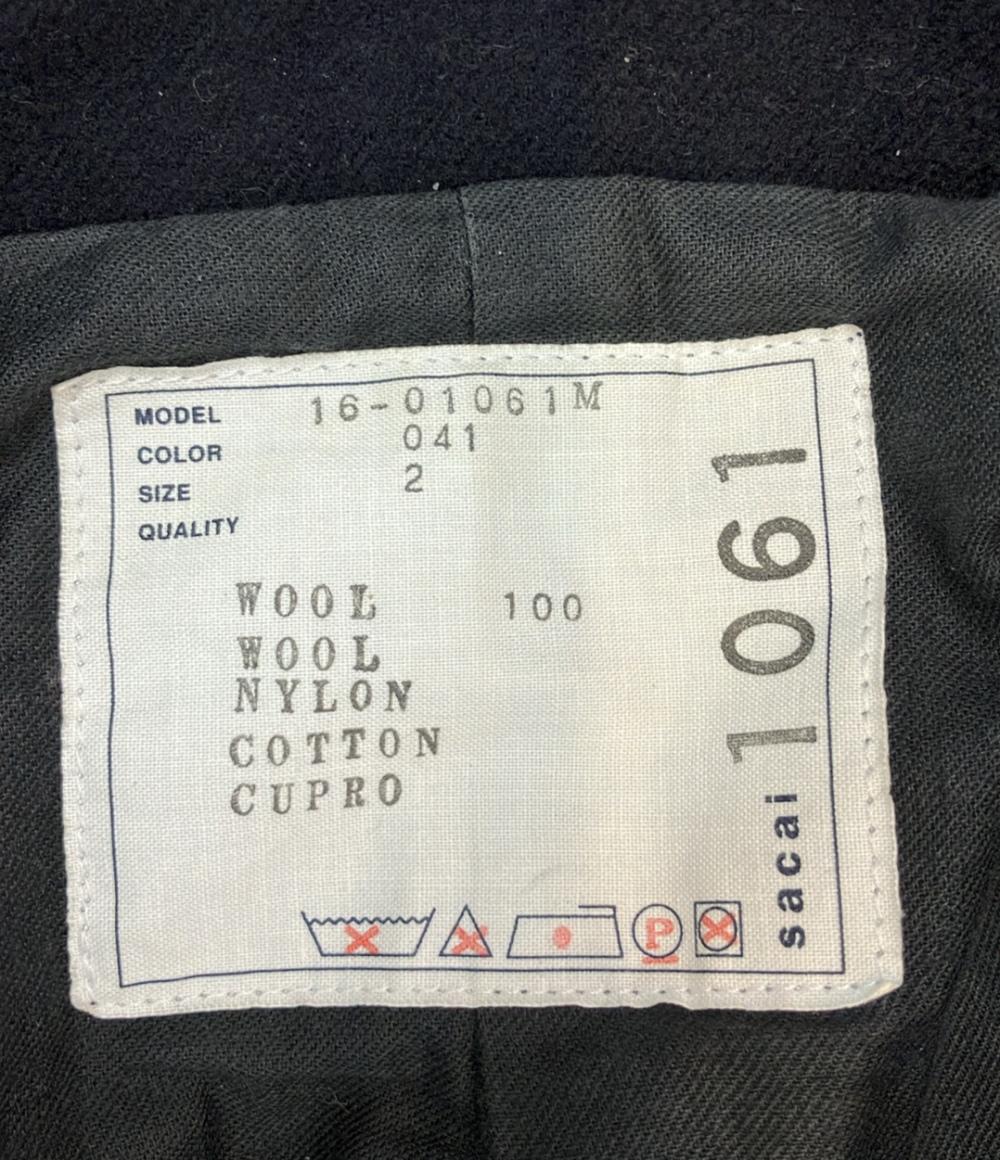 MODEL 16-01061M
COLOR 041
SIZE 2
QUALITY
WOOL 100
WOOL
NYLON
COTTON
CUPRO
P
sacai 1061